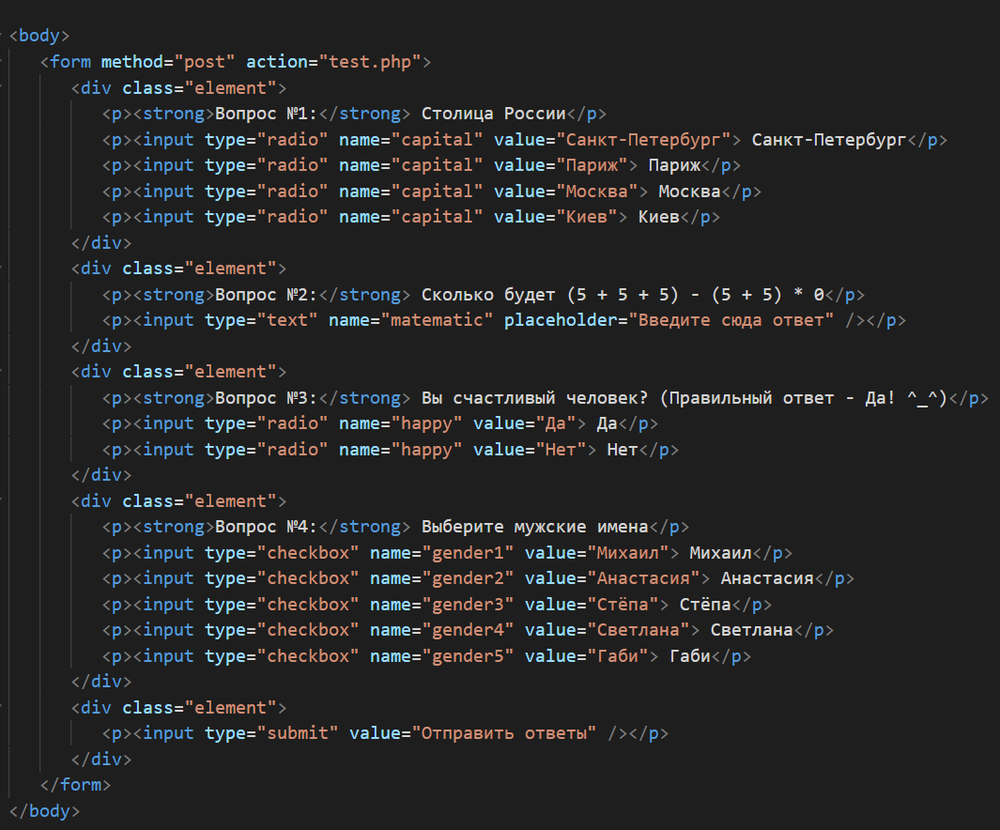 <body>
<form method="post" action="test.php">
<div class="element">
<p><strong>Вопрос №1:</strong> Столица России</p>
<p><input type="radio" name="capital" value="Санкт-Петербург"> Санкт-Петербург</p>
<p><input type="radio" name="capital" value="Париж"> Париж</p>
<p><input type="radio" name="capital" value="Москва"> Москва</p>
<p><input type="radio" name="capital" value="Киев"> Киев</p>
</div>
<div class="element">
<p><strong>Вопрос №2:</strong> Сколько будет (5 + 5 + 5) - (5 + 5) * 0</p>
<p><input type="text" name="matematic" placeholder="Введите сюда ответ" /></p>
</div>
<div class="element">
<p><strong>Вопрос №3:</strong> Вы счастливый человек? (Правильный ответ - Да! ^_^)</p>
<p><input type="radio" name="happy" value="Да"> Да</p>
<p><input type="radio" name="happy" value="Нет"> Нет</p>
</div>
<div class="element">
<p><strong>Вопрос №4:</strong> Выберите мужские имена</p>
<p><input type="checkbox" name="gender1" value="Михаил"> Михаил</p>
<p><input type="checkbox" name="gender2" value="Анастасия"> Анастасия</p>
<p><input type="checkbox" name="gender3" value="Стёпа"> Стёпа</p>
<p><input type="checkbox" name="gender4" value="Светлана"> Светлана</p>
<p><input type="checkbox" name="gender5" value="Габи"> Габи</p>
</div>
<div class="element">
<p><input type="submit" value="Отправить ответы" /></p>
</div>
</form>
</body>